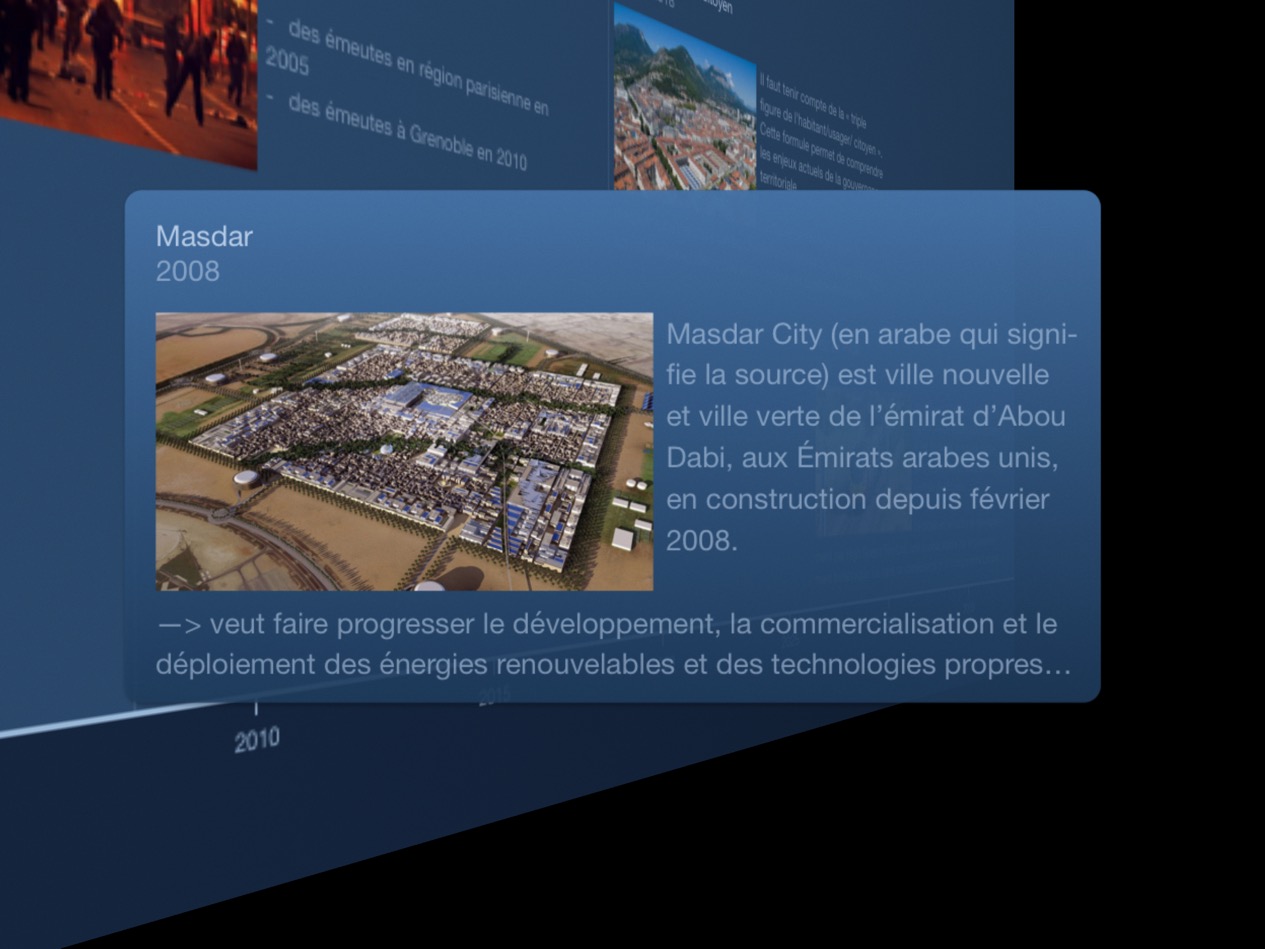 - des émeutes en région parisienne en
2005
- des émeutes à Grenoble en 2010
Il faut tenir compte de la « triple
figure de l'habitant/usager/ citoyen ».
Cette formule permet de comprendre
les enjeux actuels de la
territoriale
Masdar
2008
Masdar City (en arabe qui signi-
fie la source) est ville nouvelle
et ville verte de l’émirat d’Abou
Dabi, aux Émirats arabes unis,
en construction depuis février
2008.
—> veut faire progresser le développement, la commercialisation et le
déploiement des énergies renouvelables et des technologies propres…
2015
2010